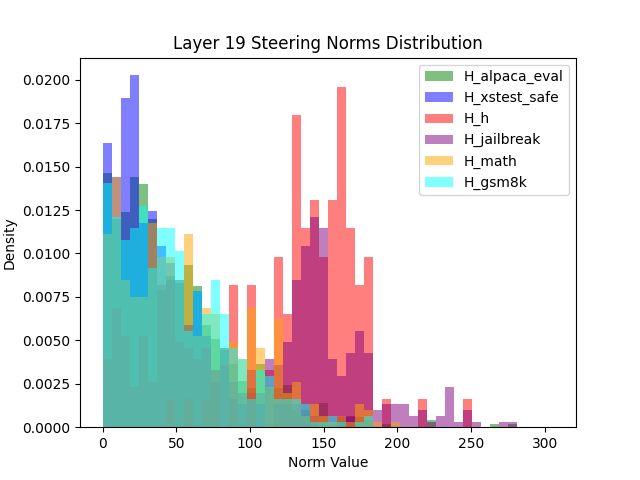 Layer 19 Steering Norms Distribution
H_alpaca_eval
H_xstest_safe
H_h
H_jailbreak
H_math
H_gsm8k
0.0200
0.0175
0.0150
0.0125
0.0100
0.0075
0.0050
0.0025
0.0000
Density
0 50 100 150 200 250 300
Norm Value